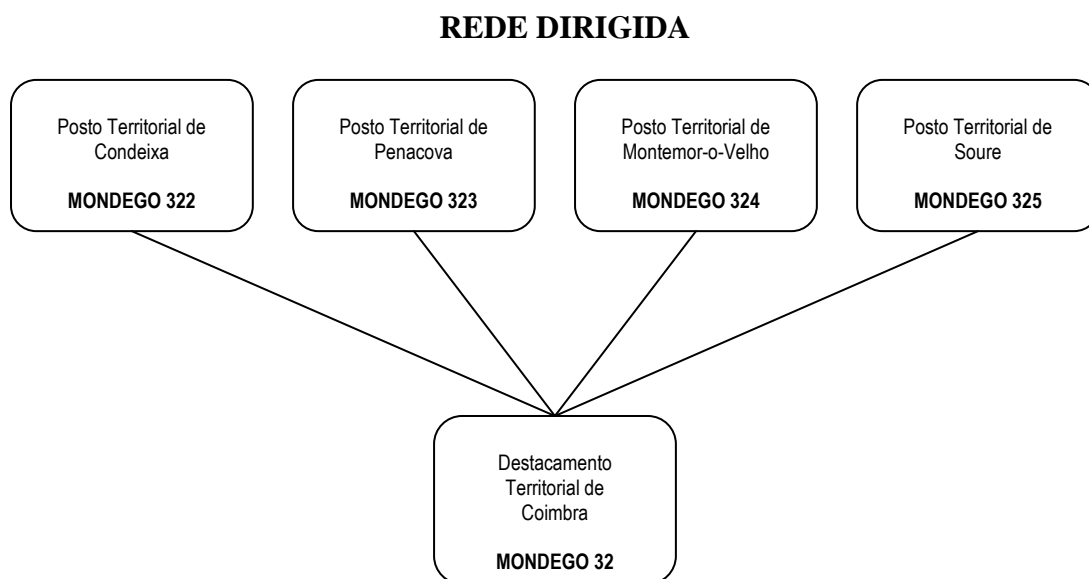 REDE DIRIGIDA
Posto Territorial de
Condeixa
MONDEGO 322
Posto Territorial de
Penacova
MONDEGO 323
Posto Territorial de
Montemor-o-Velho
MONDEGO 324
Posto Territorial de
Soure
MONDEGO 325
Destacamento
Territorial de
Coimbra
MONDEGO 32